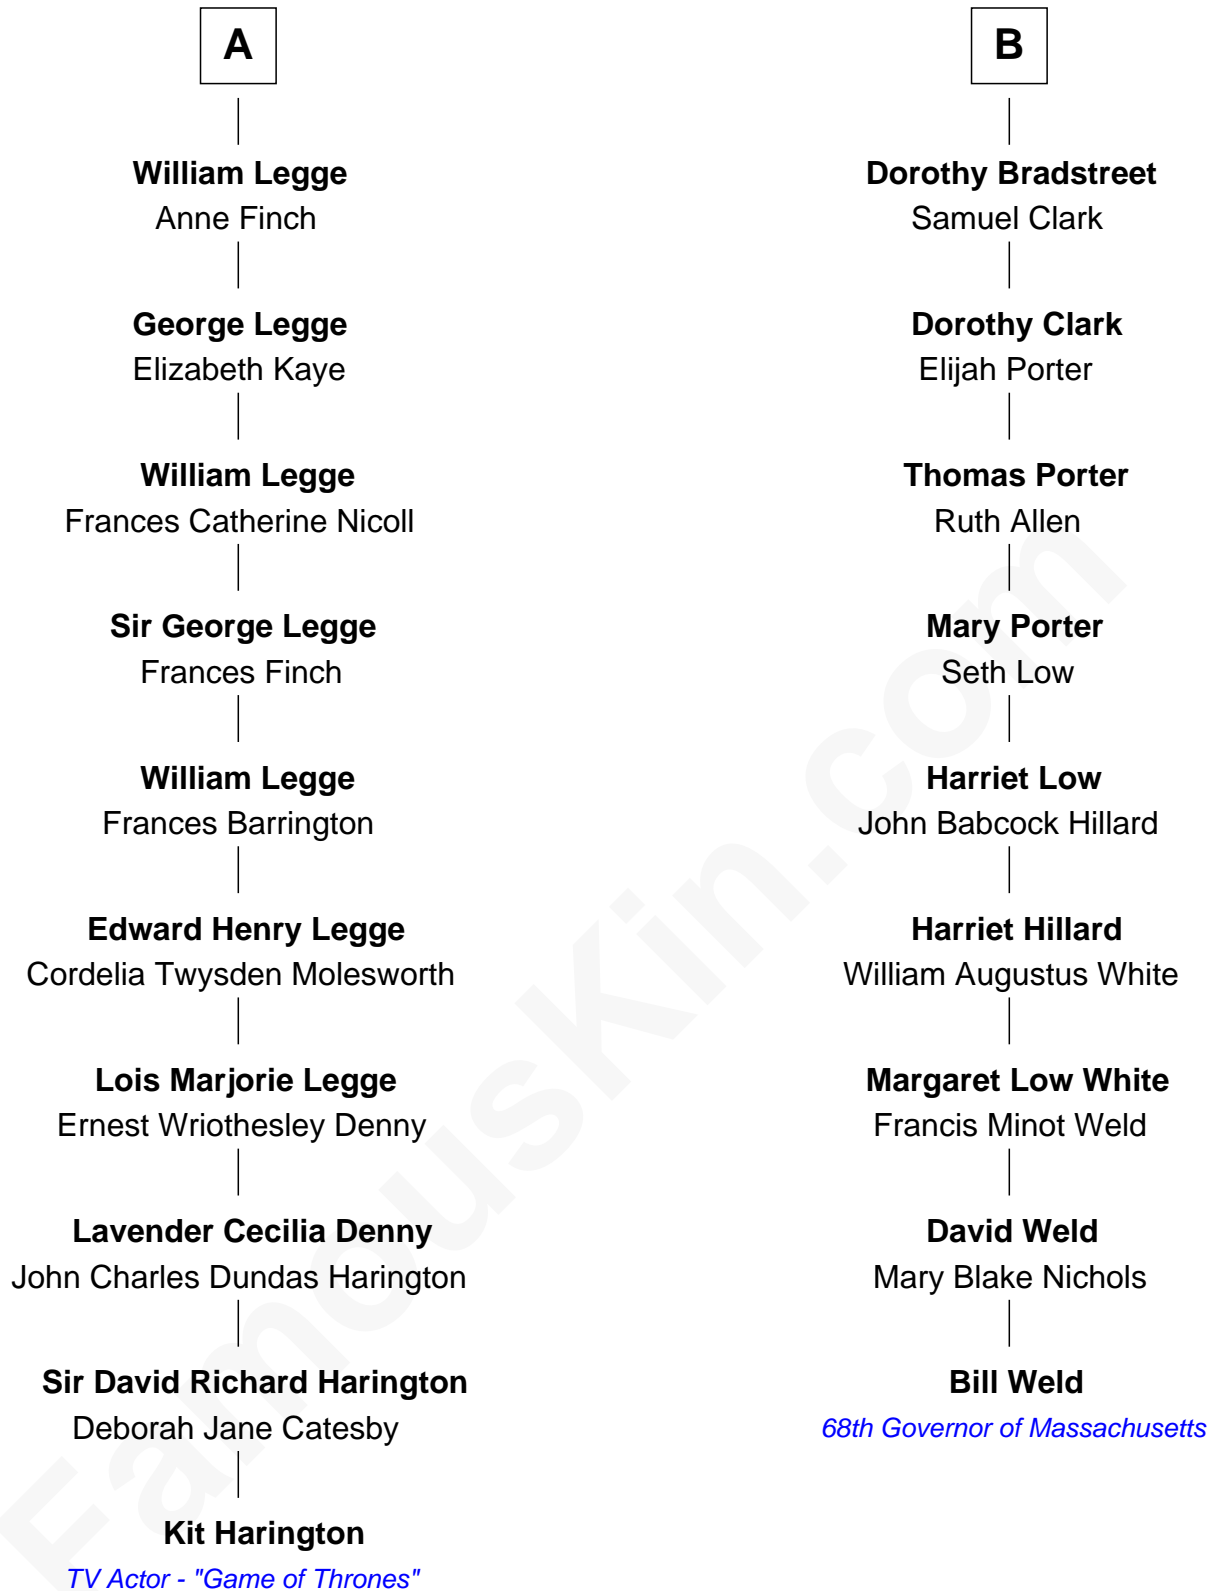 A
William Legge
Anne Finch
George Legge
Elizabeth Kaye
William Legge
Frances Catherine Nicoll
Sir George Legge
Frances Finch
William Legge
Frances Barrington
Edward Henry Legge
Cordelia Twysden Molesworth
Lois Marjorie Legge
Ernest Wriothesley Denny
Lavender Cecilia Denny
John Charles Dundas Harington
Sir David Richard Harington
Deborah Jane Catesby
Kit Harington
TV Actor - "Game of Thrones"
B
Dorothy Bradstreet
Samuel Clark
Dorothy Clark
Elijah Porter
Thomas Porter
Ruth Allen
Mary Porter
Seth Low
Harriet Low
John Babcock Hillard
Harriet Hillard
William Augustus White
Margaret Low White
Francis Minot Weld
David Weld
Mary Blake Nichols
Bill Weld
68th Governor of Massachusetts
FamousKin.com